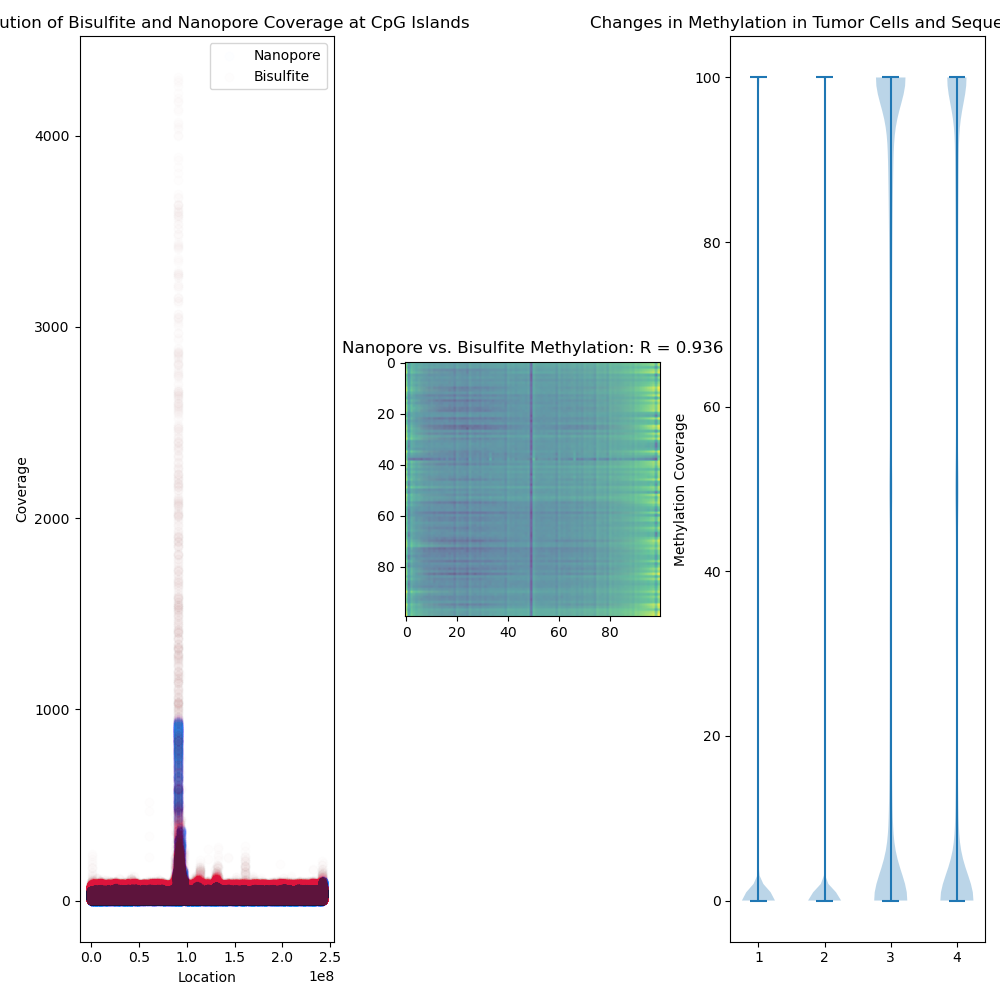 ution of Bisulfite and Nanopore Coverage at CpG Islands
Changes in Methylation in Tumor Cells and Seque
Nanopore
Bisulfite
4000
3000
2000
1000
0
Coverage
0.0 0.5 1.0 1.5 2.0 2.5
1e8
Location
Nanopore vs. Bisulfite Methylation: R = 0.936
0
20
40
60
80
0 20 40 60 80
Methylation Coverage
100
80
60
40
20
0
1 2 3 4